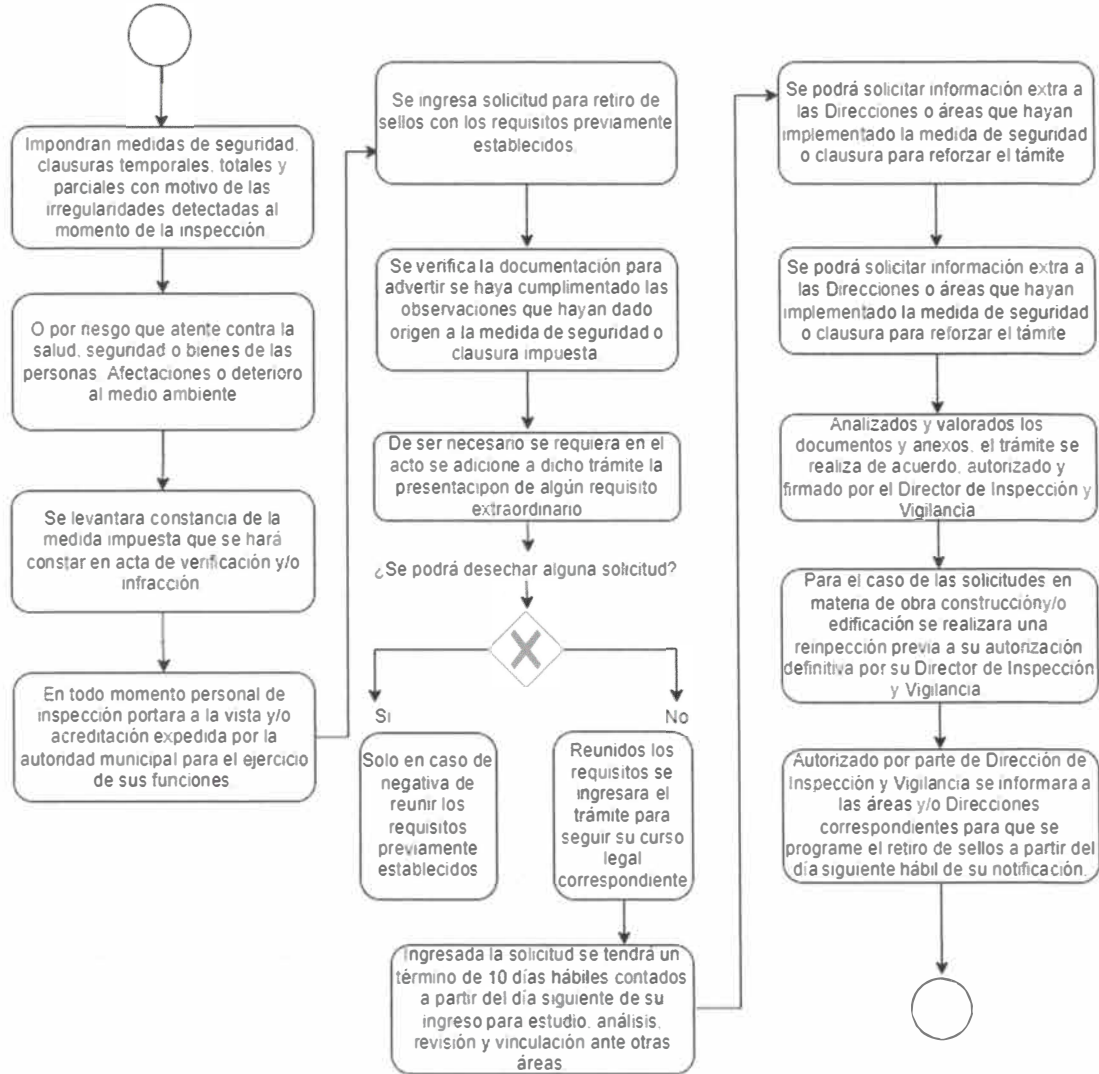 Impondran medidas de seguridad,
clausuras temporales, totales y
parciales con motivo de las
irregularidades detectadas al
momento de la inspección
O por riesgo que atente contra la
salud, seguridad o bienes de las
personas. Afectaciones o deterioro
al medio ambiente
Se levantara constancia de la
medida impuesta que se hará
constar en acta de verificación y/o
infracción
En todo momento personal de
inspección portara a la vista y/o
acreditación expedida por la
autoridad municipal para el ejercicio
de sus funciones
Se ingresa solicitud para retiro de
sellos con los requisitos previamente
establecidos,
Se verifica la documentación para
advertir se haya cumplimentado las
observaciones que hayan dado
origen a la medida de seguridad o
clausura impuesta
De ser necesario se requiera en el
acto se adicione a dicho trámite la
presentacipon de algún requisito
extraordinario
¿Se podrá desechar alguna solicitud?
X
Si
No
Solo en caso de
negativa de
reunir los
requisitos
previamente
establecidos
Reunidos los
requisitos se
ingresara el
trámite para
seguir su curso
legal
correspondiente
Ingresada la solicitud se tendrá un
término de 10 días hábiles contados
a partir del día siguiente de su
ingreso para estudio, análisis,
revisión y vinculación ante otras
áreas
Se podrá solicitar información extra a
las Direcciones o áreas que hayan
implementado la medida de seguridad
o clausura para reforzar el támite
Se podrá solicitar información extra a
las Direcciones o áreas que hayan
implementado la medida de seguridad
o clausura para reforzar el támite
Analizados y valorados los
documentos y anexos, el trámite se
realiza de acuerdo, autorizado y
firmado por el Director de Inspección y
Vigilancia
Para el caso de las solicitudes en
materia de obra construccióny/o
edificación se realizara una
reinpección previa a su autorización
definitiva por su Director de Inspección
y Vigilancia
Autorizado por parte de Dirección de
Inspección y Vigilancia se informara a
las áreas y/o Direcciones
correspondientes para que se
programe el retiro de sellos a partir del
día siguiente hábil de su notificación,